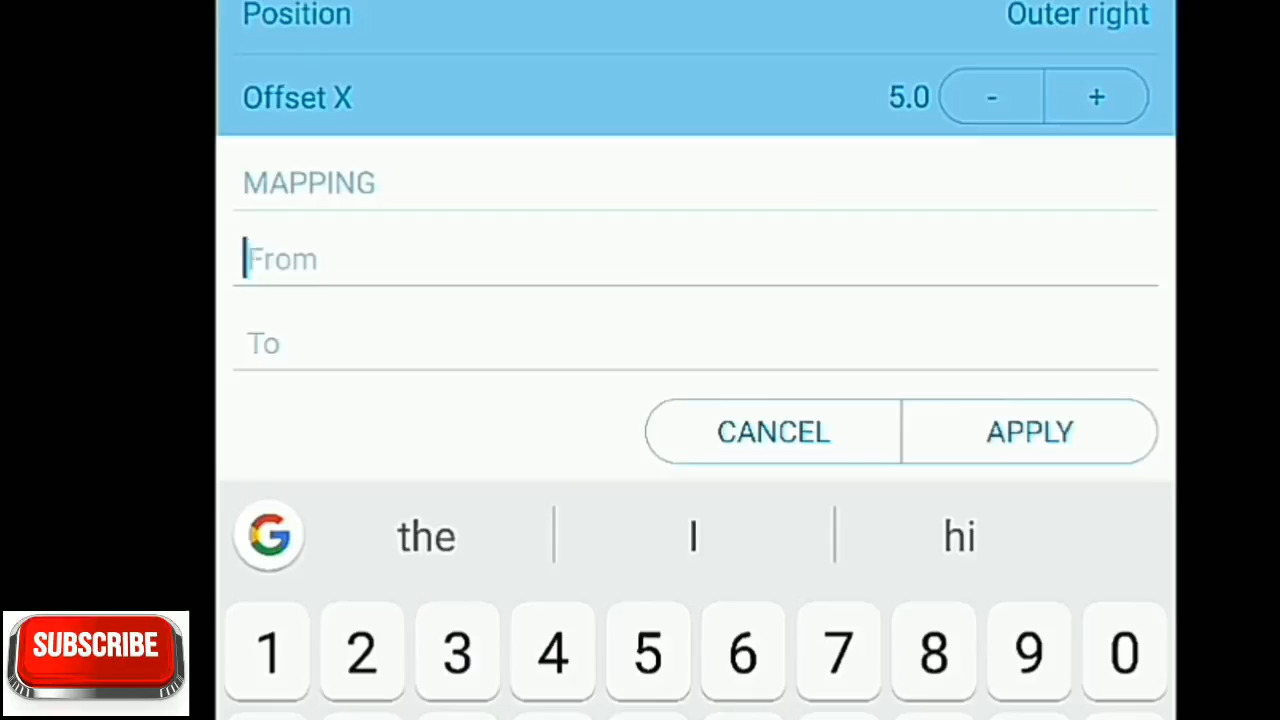 Position Outer right
Offset X 5.0 - +
MAPPING
From
To
CANCEL APPLY
G the I hi
1 2 3 4 5 6 7 8 9 0
SUBSCRIBE